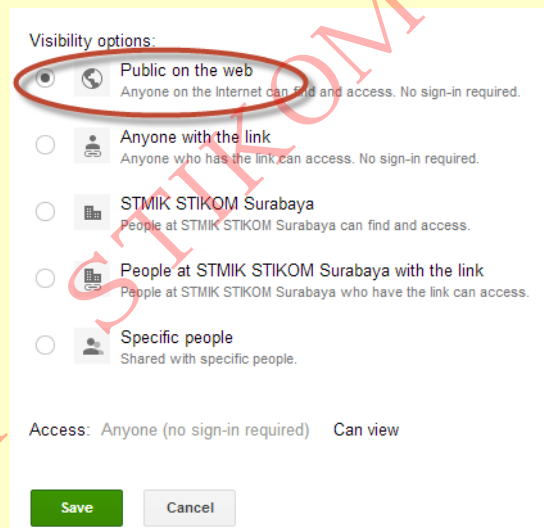 Visibility options:
Public on the web
Anyone on the Internet can find and access. No sign-in required.
Anyone with the link
Anyone who has the link can access. No sign-in required.
STMIK STIKOM Surabaya
People at STMIK STIKOM Surabaya can find and access.
People at STMIK STIKOM Surabaya with the link
People at STMIK STIKOM Surabaya who have the link can access.
Specific people
Shared with specific people.
Access: Anyone (no sign-in required) Can view
Save Cancel
STIKOM